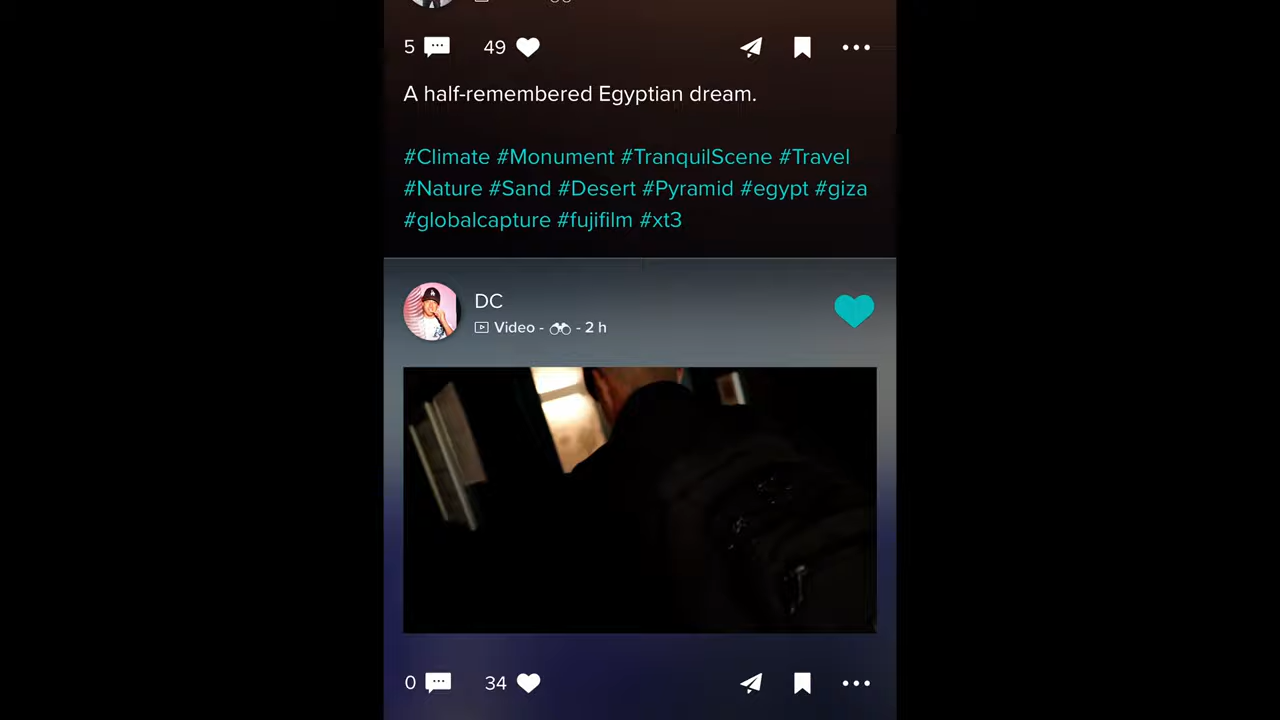 5 49
A half-remembered Egyptian dream.
#Climate #Monument #TranquilScene #Travel
#Nature #Sand #Desert #Pyramid #egypt #giza
#globalcapture #fujifilm #xt3
DC
Video - - 2 h
0 34